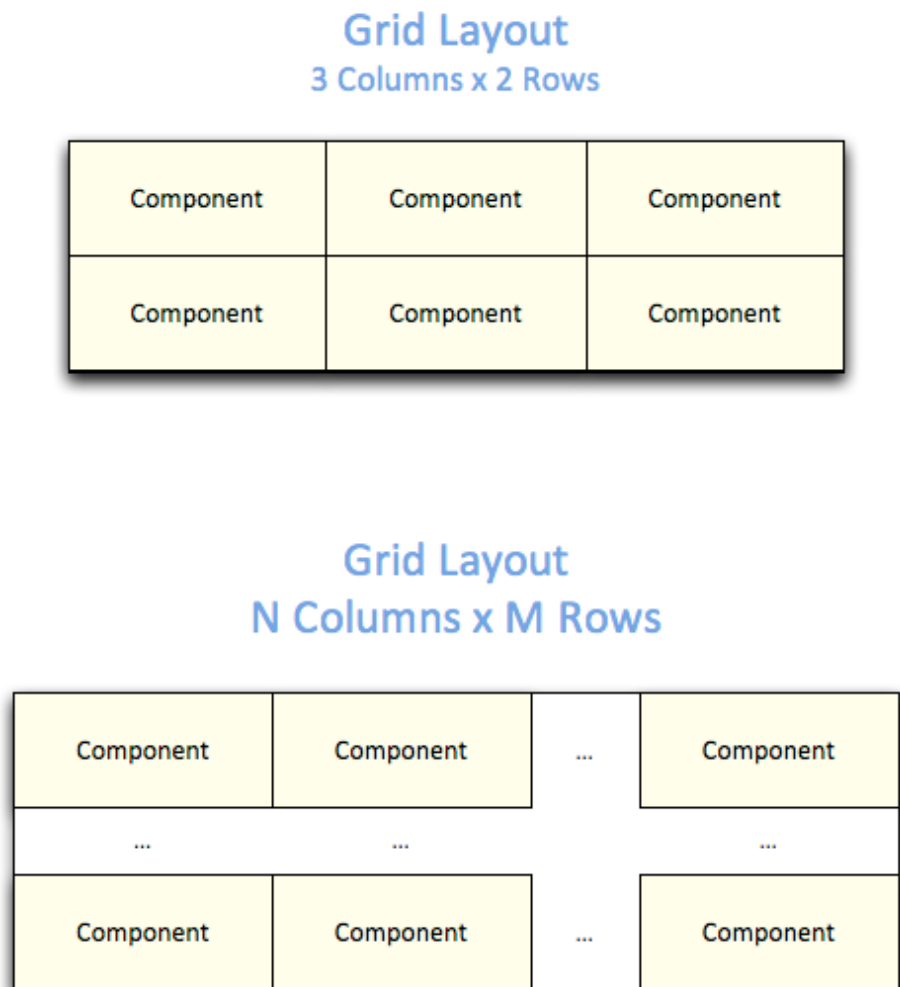 Grid Layout
3 Columns x 2 Rows
Component Component Component
Component Component Component
Grid Layout
N Columns x M Rows
Component Component ... Component
... ... ...
Component Component ... Component